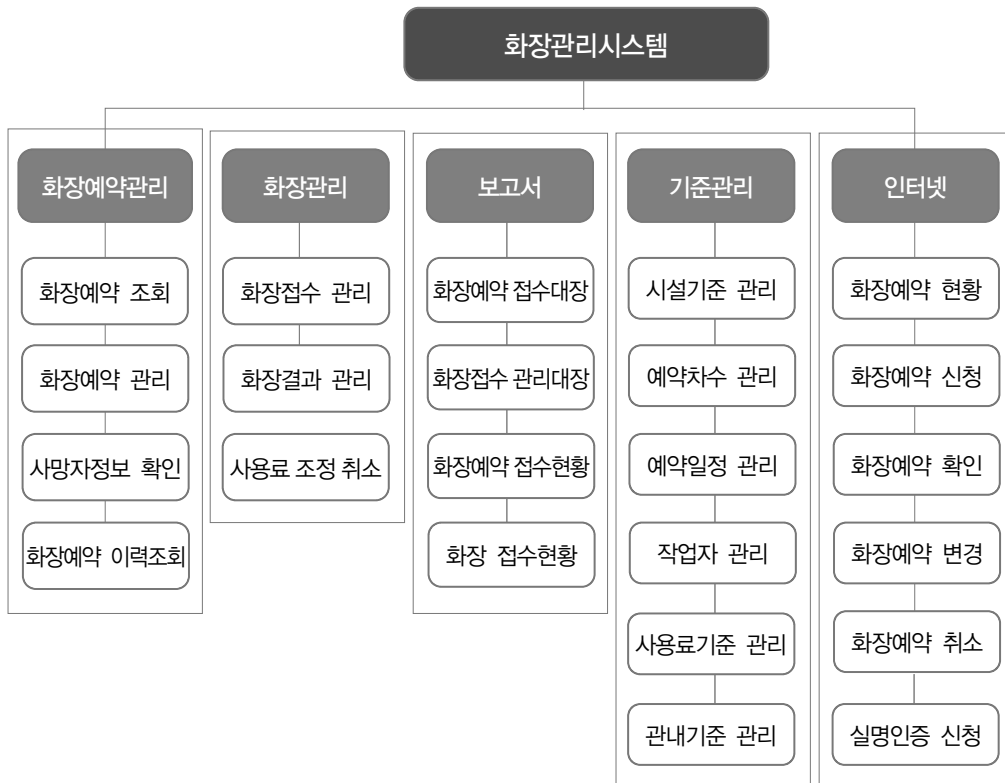 화장관리시스템
화장예약관리
화장예약 조회
화장예약 관리
사망자정보 확인
화장예약 이력조회
화장관리
화장접수 관리
화장결과 관리
사용료 조정 취소
보고서
화장예약 접수대장
화장접수 관리대장
화장예약 접수현황
화장 접수현황
기준관리
시설기준 관리
예약차수 관리
예약일정 관리
작업자 관리
사용료기준 관리
관내기준 관리
인터넷
화장예약 현황
화장예약 신청
화장예약 확인
화장예약 변경
화장예약 취소
실명인증 신청